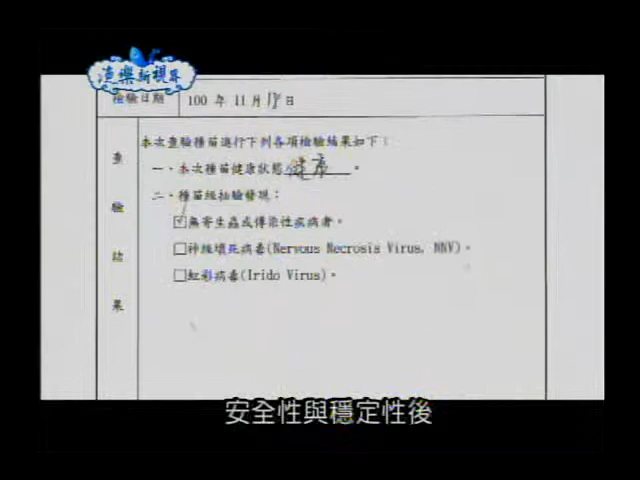 漁樂新視界
檢驗日期 100 年 11 月 日
查驗結果
本次查驗種苗進行下列各項檢驗結果如下：
一、本次種苗健康狀態 健康 。
二、種苗經抽驗發現：
☑無寄生蟲或傳染性疾病者。
□神經壞死病毒(Nervous Necrosis Virus, NNV)。
□虹彩病毒(Irido Virus)。
安全性與穩定性後